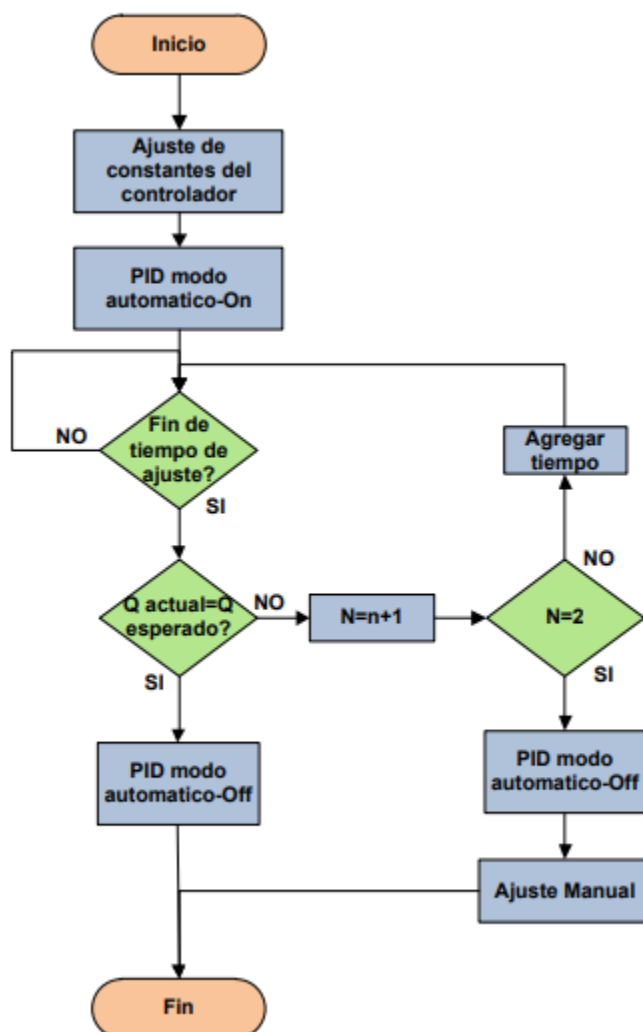 Inicio
Ajuste de
constantes del
controlador
PID modo
automatico-On
NO
Fin de
tiempo de
ajuste?
SI
Agregar
tiempo
NO
Q actual=Q
esperado?
NO
N=n+1
N=2
SI
SI
PID modo
automatico-Off
PID modo
automatico-Off
Ajuste Manual
Fin